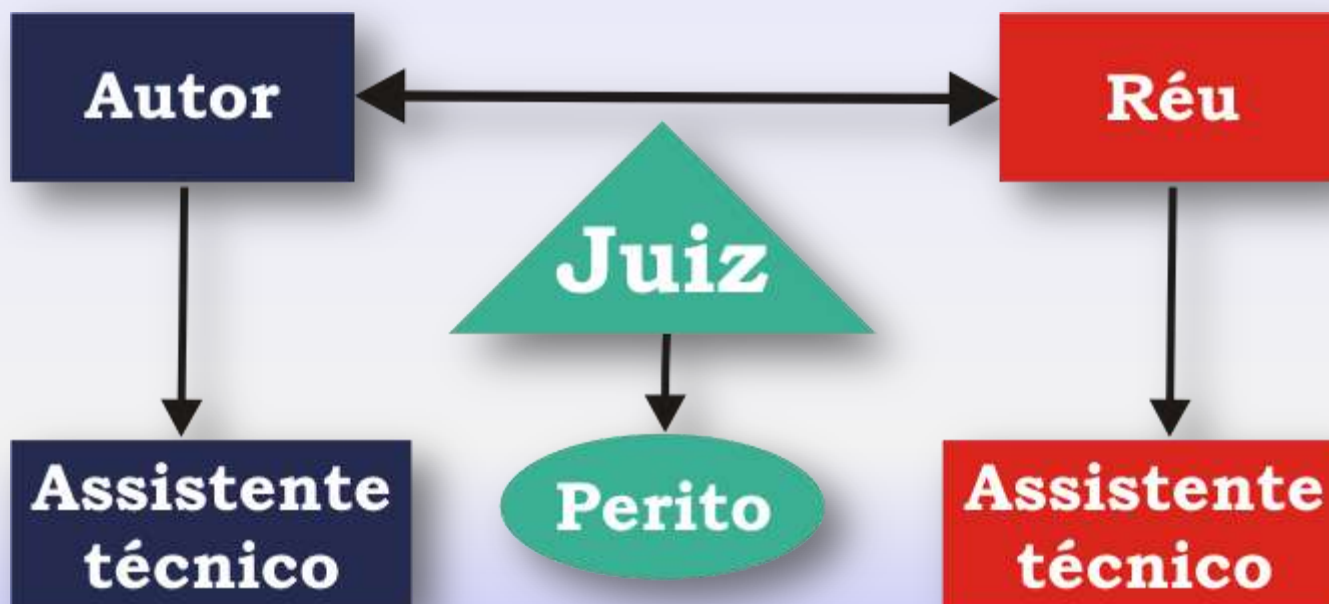 Autor
Réu
Juiz
Assistente
técnico
Perito
Assistente
técnico